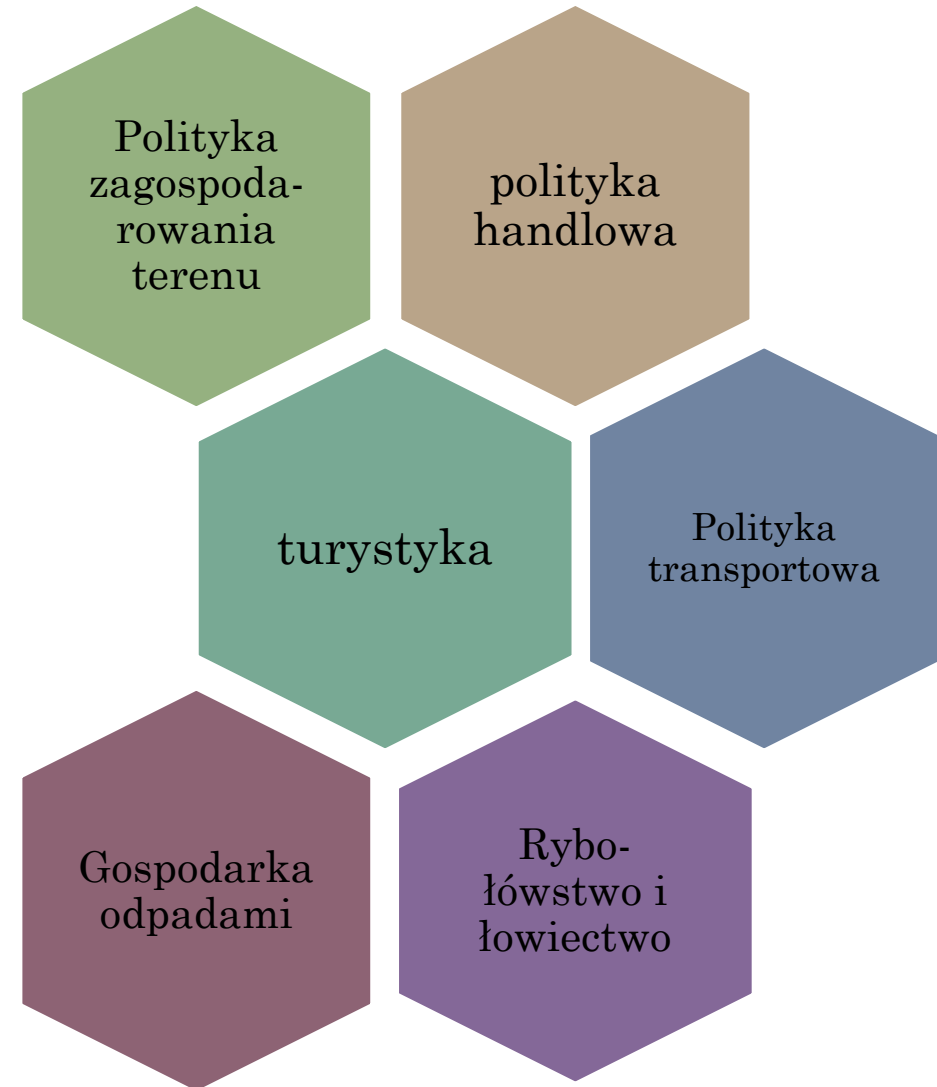 Polityka
zagospoda-
rowania
terenu
polityka
handlowa
turystyka
Polityka
transportowa
Gospodarka
odpadami
Rybo-
łówstwo i
łowiectwo